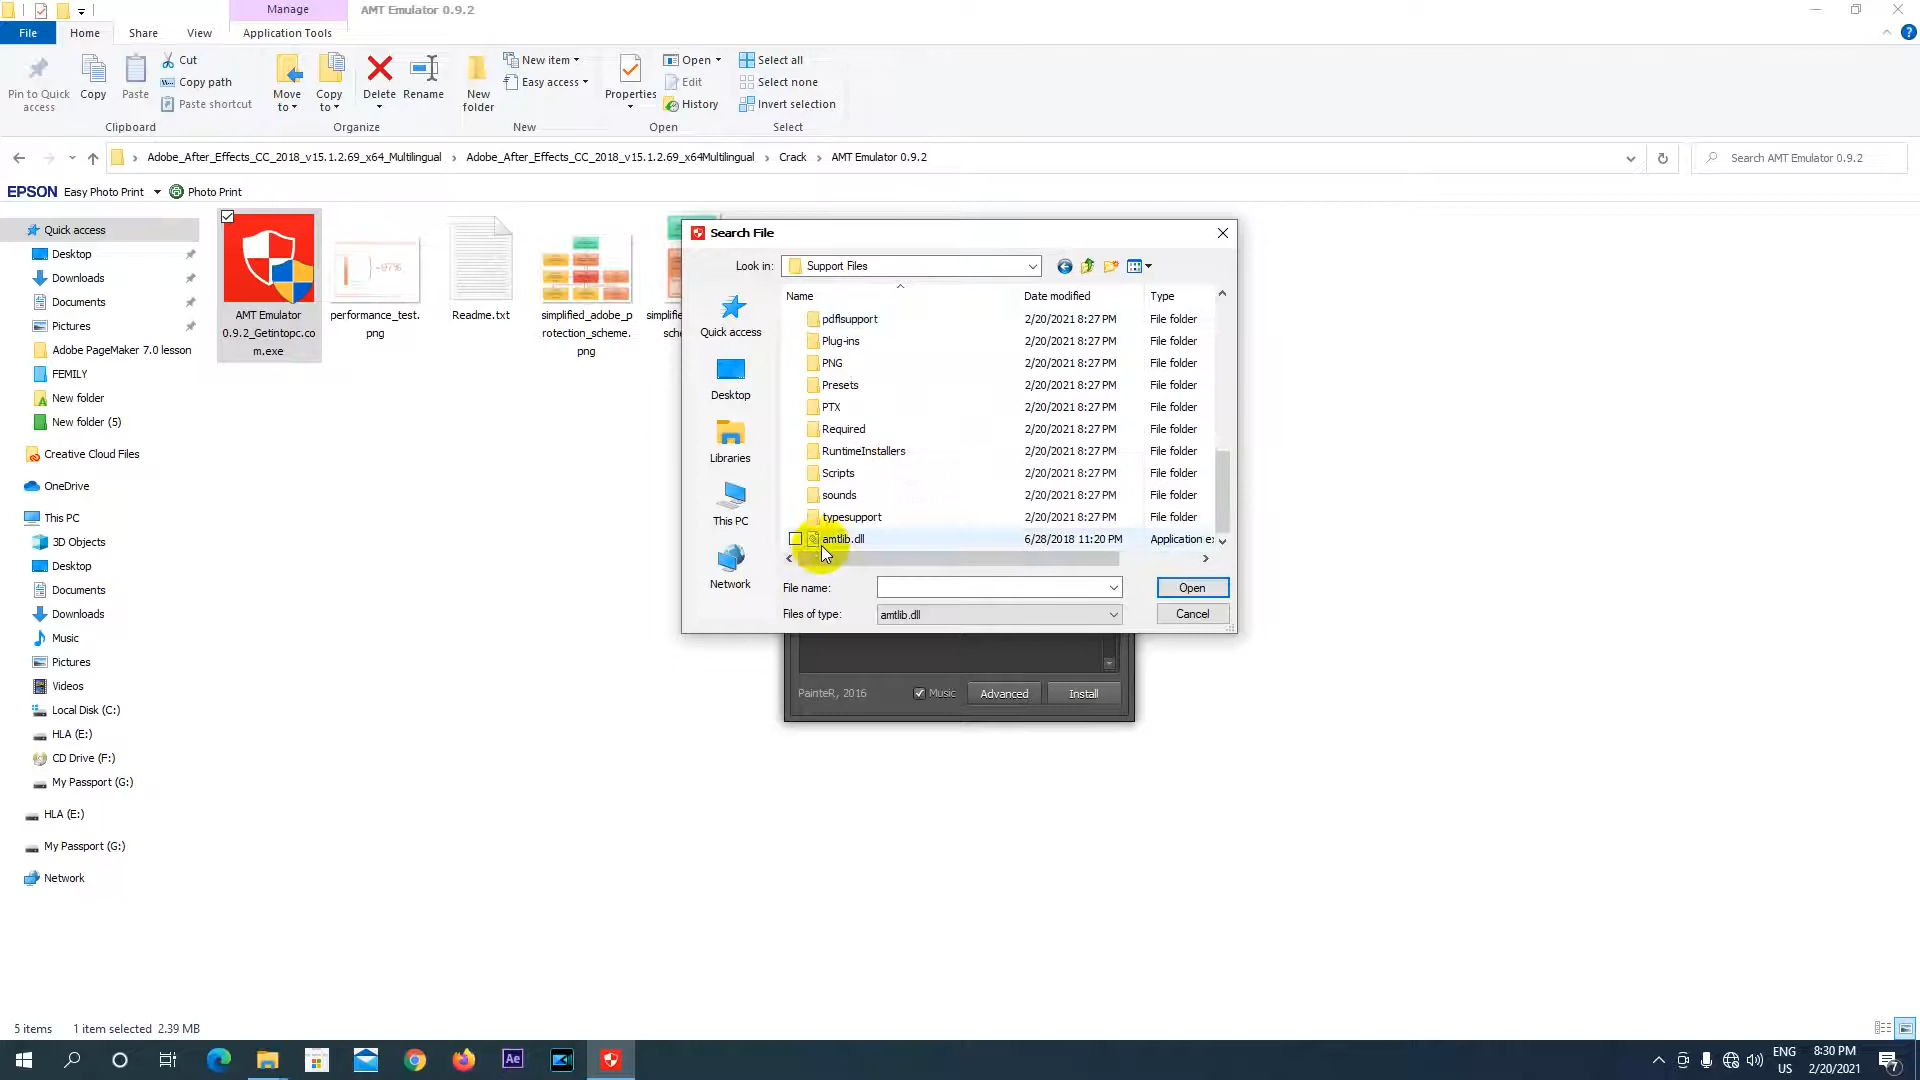 Manage
AMT Emulator 0.9.2
File
Home
Share
View
Application Tools
Pin to Quick access
Copy
Paste
Cut
Copy path
Paste shortcut
Move to
Copy to
Delete
Rename
New folder
New item
Easy access
Properties
Open
Edit
History
Select all
Select none
Invert selection
Clipboard
Organize
New
Open
Select
Adobe_After_Effects_CC_2018_v15.1.2.69_x64_Multilingual
Adobe_After_Effects_CC_2018_v15.1.2.69_x64Multilingual
Crack
AMT Emulator 0.9.2
Search AMT Emulator 0.9.2
EPSON Easy Photo Print
Photo Print
Quick access
Desktop
Downloads
Documents
Pictures
Adobe PageMaker 7.0 lesson
FEMILY
New folder
New folder (5)
Creative Cloud Files
OneDrive
This PC
3D Objects
Desktop
Documents
Downloads
Music
Pictures
Videos
Local Disk (C:)
HLA (E:)
CD Drive (F:)
My Passport (G:)
HLA (E:)
My Passport (G:)
Network
AMT Emulator
0.9.2_Getintopc.co
m.exe
~97%
performance_test.
png
Readme.txt
simplified_adobe_p
rotection_scheme.
png
Search File
Look in:
Support Files
Quick access
Desktop
Libraries
This PC
Network
Name Date modified Type
pdflsupport 2/20/2021 8:27 PM File folder
Plug-ins 2/20/2021 8:27 PM File folder
PNG 2/20/2021 8:27 PM File folder
Presets 2/20/2021 8:27 PM File folder
PTX 2/20/2021 8:27 PM File folder
Required 2/20/2021 8:27 PM File folder
RuntimeInstallers 2/20/2021 8:27 PM File folder
Scripts 2/20/2021 8:27 PM File folder
sounds 2/20/2021 8:27 PM File folder
typesupport 2/20/2021 8:27 PM File folder
amtlib.dll 6/28/2018 11:20 PM Application ex
File name:
Open
Files of type:
amtlib.dll
Cancel
PainteR, 2016
Music
Advanced
Install
5 items 1 item selected 2.39 MB
Ae
ENG
US
8:30 PM
2/20/2021
7